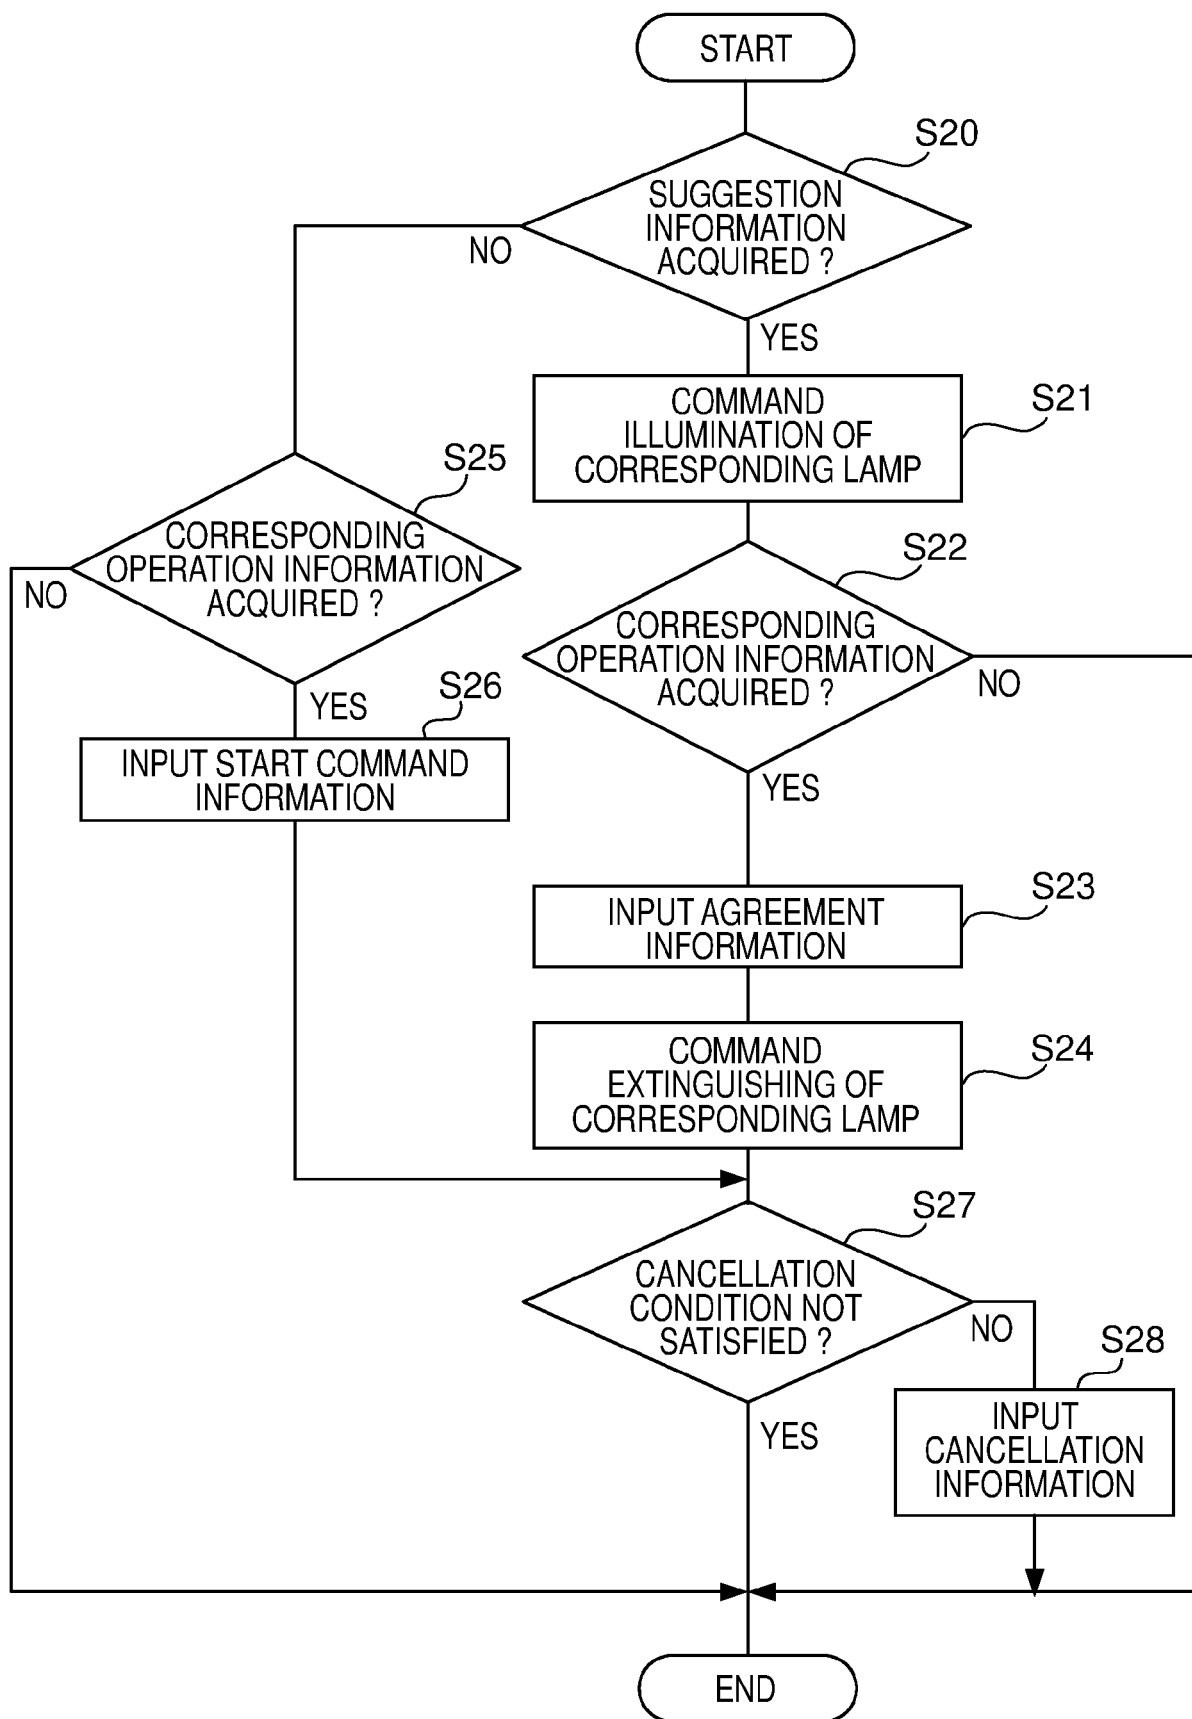 START
S20
SUGGESTION
INFORMATION
ACQUIRED ?
NO
YES
COMMAND
ILLUMINATION OF
CORRESPONDING LAMP
S21
S25
CORRESPONDING
OPERATION INFORMATION
ACQUIRED ?
NO
YES
S22
CORRESPONDING
OPERATION INFORMATION
ACQUIRED ?
NO
YES
S26
INPUT START COMMAND
INFORMATION
S23
INPUT AGREEMENT
INFORMATION
S24
COMMAND
EXTINGUISHING OF
CORRESPONDING LAMP
S27
CANCELLATION
CONDITION NOT
SATISFIED ?
NO
YES
S28
INPUT
CANCELLATION
INFORMATION
END